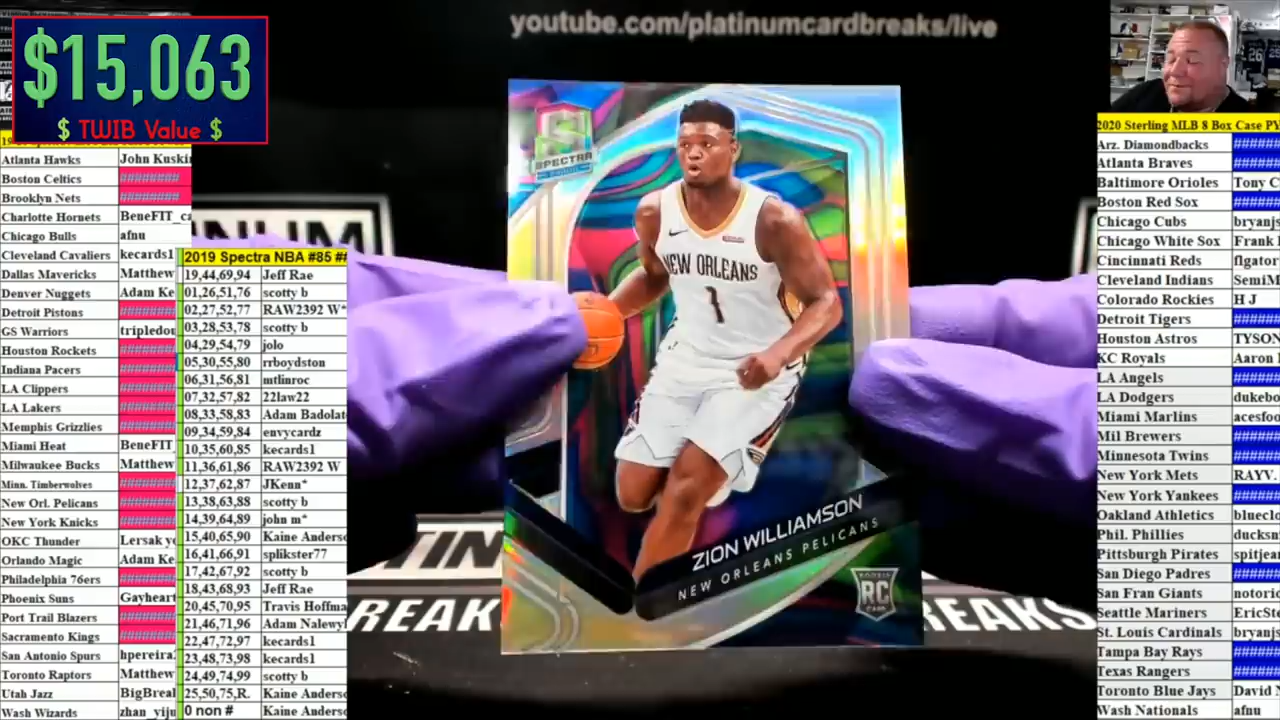 youtube.com/platinumcardbreaks/live
$15,063
$ TWIB Value $
Atlanta Hawks John Kuskin
Boston Celtics ########
Brooklyn Nets ########
Charlotte Hornets BeneFIT_ca
Chicago Bulls afnu
Cleveland Cavaliers kecards1
Dallas Mavericks Matthew
Denver Nuggets Adam Ke
Detroit Pistons
GS Warriors tripledou
Houston Rockets
Indiana Pacers
LA Clippers
LA Lakers
Memphis Grizzlies
Miami Heat BeneFIT
Milwaukee Bucks Matthew
Minn. Timberwolves
New Orl. Pelicans
New York Knicks
OKC Thunder Lersak yo
Orlando Magic Adam Ke
Philadelphia 76ers
Phoenix Suns Gayheart
Port Trail Blazers
Sacramento Kings
San Antonio Spurs hpereira
Toronto Raptors Matthew
Utah Jazz BigBreal
Wash Wizards zhan_yiju
2019 Spectra NBA #85 ##
19,44,69,94 Jeff Rae
01,26,51,76 scotty b
02,27,52,77 RAW2392 W*
03,28,53,78 scotty b
04,29,54,79 jolo
05,30,55,80 rrboydston
06,31,56,81 mtlinroc
07,32,57,82 22law22
08,33,58,83 Adam Badolat
09,34,59,84 envycardz
10,35,60,85 kecards1
11,36,61,86 RAW2392 W
12,37,62,87 JKenn*
13,38,63,88 scotty b
14,39,64,89 john m*
15,40,65,90 Kaine Anderso
16,41,66,91 splikster77
17,42,67,92 scotty b
18,43,68,93 Jeff Rae
20,45,70,95 Travis Hoffma
21,46,71,96 Adam Nalewyl
22,47,72,97 kecards1
23,48,73,98 kecards1
24,49,74,99 scotty b
25,50,75,R. Kaine Anderso
0 non # Kaine Anderso
SPECTRA
NEW ORLEANS
1
ZION WILLIAMSON
NEW ORLEANS PELICANS
ROOKIE
RC
CARD
NUM
TIN
BREAK
REAKS
2020 Sterling MLB 8 Box Case PY
Arz. Diamondbacks ########
Atlanta Braves ########
Baltimore Orioles Tony C
Boston Red Sox ########
Chicago Cubs bryanj
Chicago White Sox Frank
Cincinnati Reds flgator
Cleveland Indians SemiM
Colorado Rockies H J
Detroit Tigers ########
Houston Astros TYSON
KC Royals Aaron
LA Angels ########
LA Dodgers dukebo
Miami Marlins acesfoo
Mil Brewers ########
Minnesota Twins ########
New York Mets RAYV.
New York Yankees ########
Oakland Athletics bluecl
Phil. Phillies ducksn
Pittsburgh Pirates spitjea
San Diego Padres ########
San Fran Giants notorio
Seattle Mariners EricSt
St. Louis Cardinals bryanj
Tampa Bay Rays ########
Texas Rangers ########
Toronto Blue Jays David
Wash Nationals afnu